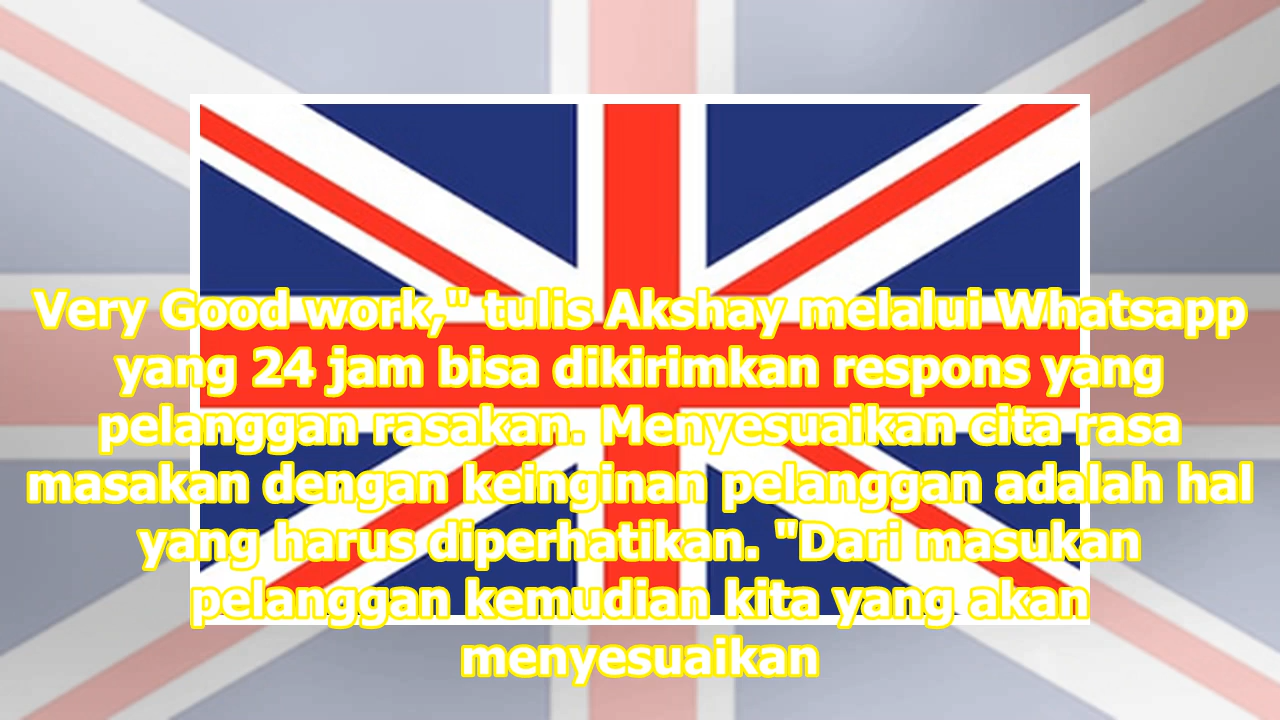 Very Good work," tulis Akshay melalui Whatsapp
yang 24 jam bisa dikirimkan respons yang
pelanggan rasakan. Menyesuaikan cita rasa
masakan dengan keinginan pelanggan adalah hal
yang harus diperhatikan. "Dari masukan
pelanggan kemudian kita yang akan
menyesuaikan